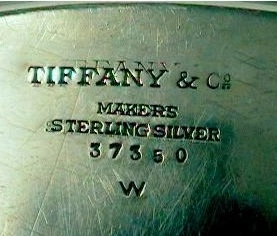 TIFFANY & Co
MAKERS
STERLING SILVER
37350
W